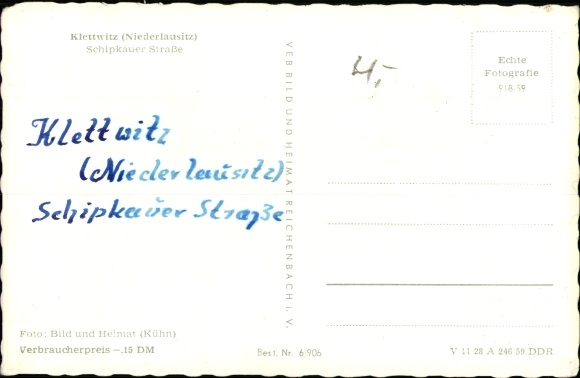 Klettwitz (Niederlausitz)
Schipkauer Straße
Klettwitz
(Niederlausitz)
Schipkauer Straße
Foto: Bild und Heimat (Kühn)
Verbraucherpreis —.15 DM
VEB BILD UND HEIMAT REICHENBACH i. V.
Best. Nr. 6/906
4,-
Echte
Fotografie
918/59
V 11 28 A 246 59 DDR